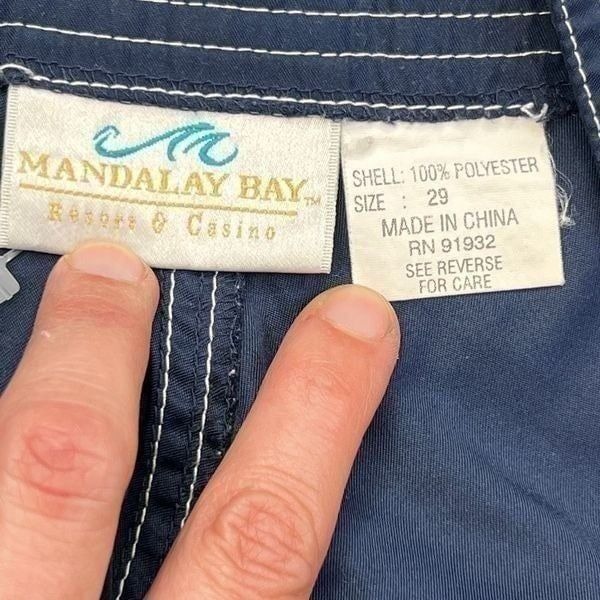 MANDALAY BAY™
Resort & Casino
SHELL: 100% POLYESTER
SIZE : 29
MADE IN CHINA
RN 91932
SEE REVERSE
FOR CARE